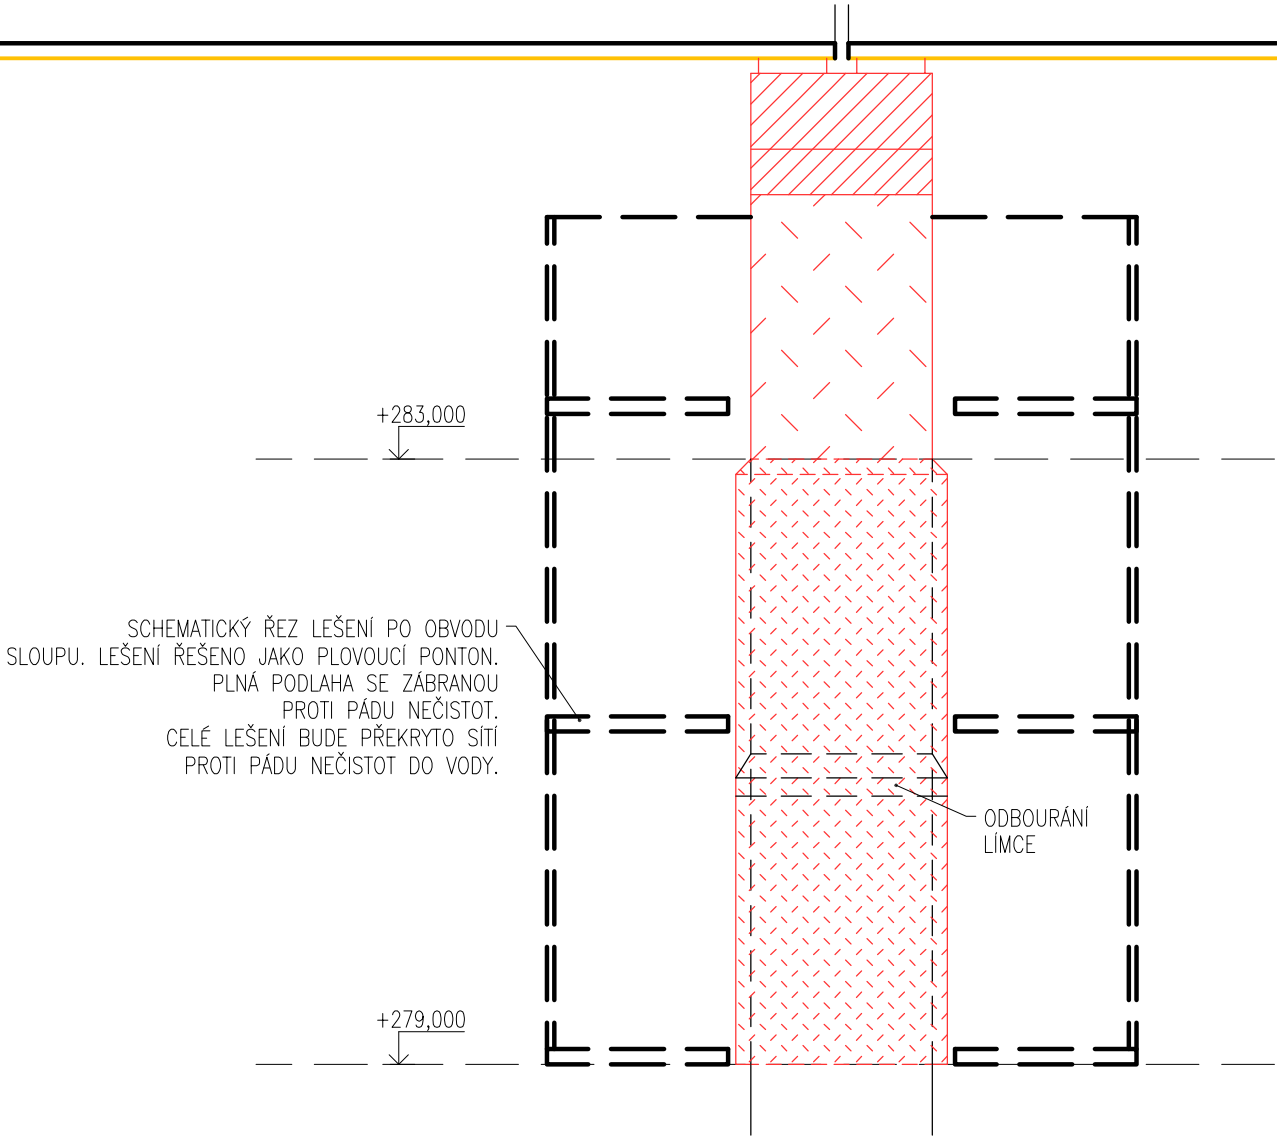 +283,000
SCHEMATICKÝ ŘEZ LEŠENÍ PO OBVODU
SLOUPU. LEŠENÍ ŘEŠENO JAKO PLOVOUCÍ PONTON.
PLNÁ PODLAHA SE ZÁBRANOU
PROTI PÁDU NEČISTOT.
CELÉ LEŠENÍ BUDE PŘEKRYTO SÍTÍ
PROTI PÁDU NEČISTOT DO VODY.
ODBOURÁNÍ
LÍMCE
+279,000